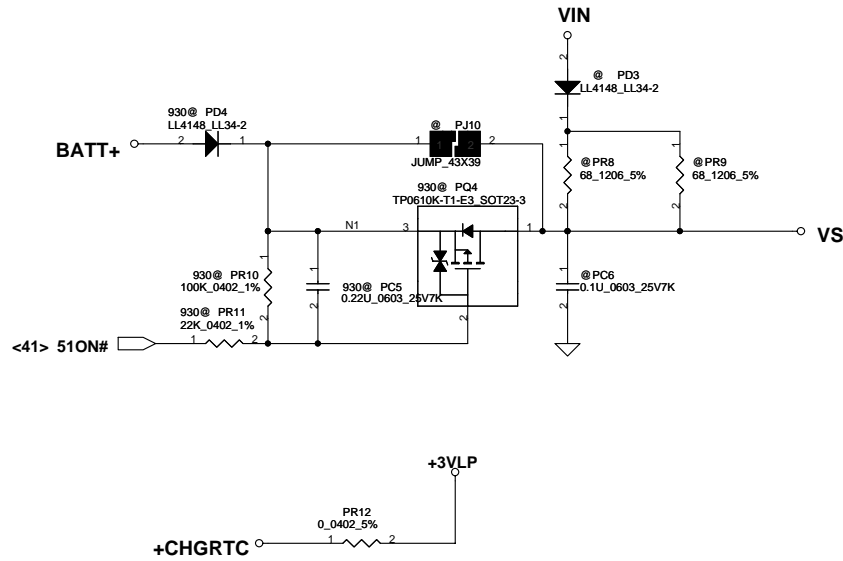 VIN
2
@ PD3
LL4148_LL34-2
1
930@ PD4
LL4148_LL34-2
BATT+
2
1
@ PJ10
1
1
2
2
JUMP_43X39
1
@PR8
68_1206_5%
2
1
@PR9
68_1206_5%
2
930@ PQ4
TP0610K-T1-E3_SOT23-3
N1
3
1
2
VS
1
930@ PR10
100K_0402_1%
2
1
930@ PC5
0.22U_0603_25V7K
2
1
@PC6
0.1U_0603_25V7K
2
930@ PR11
22K_0402_1%
<41> 51ON#
1
2
+3VLP
PR12
0_0402_5%
+CHGRTC
1
2